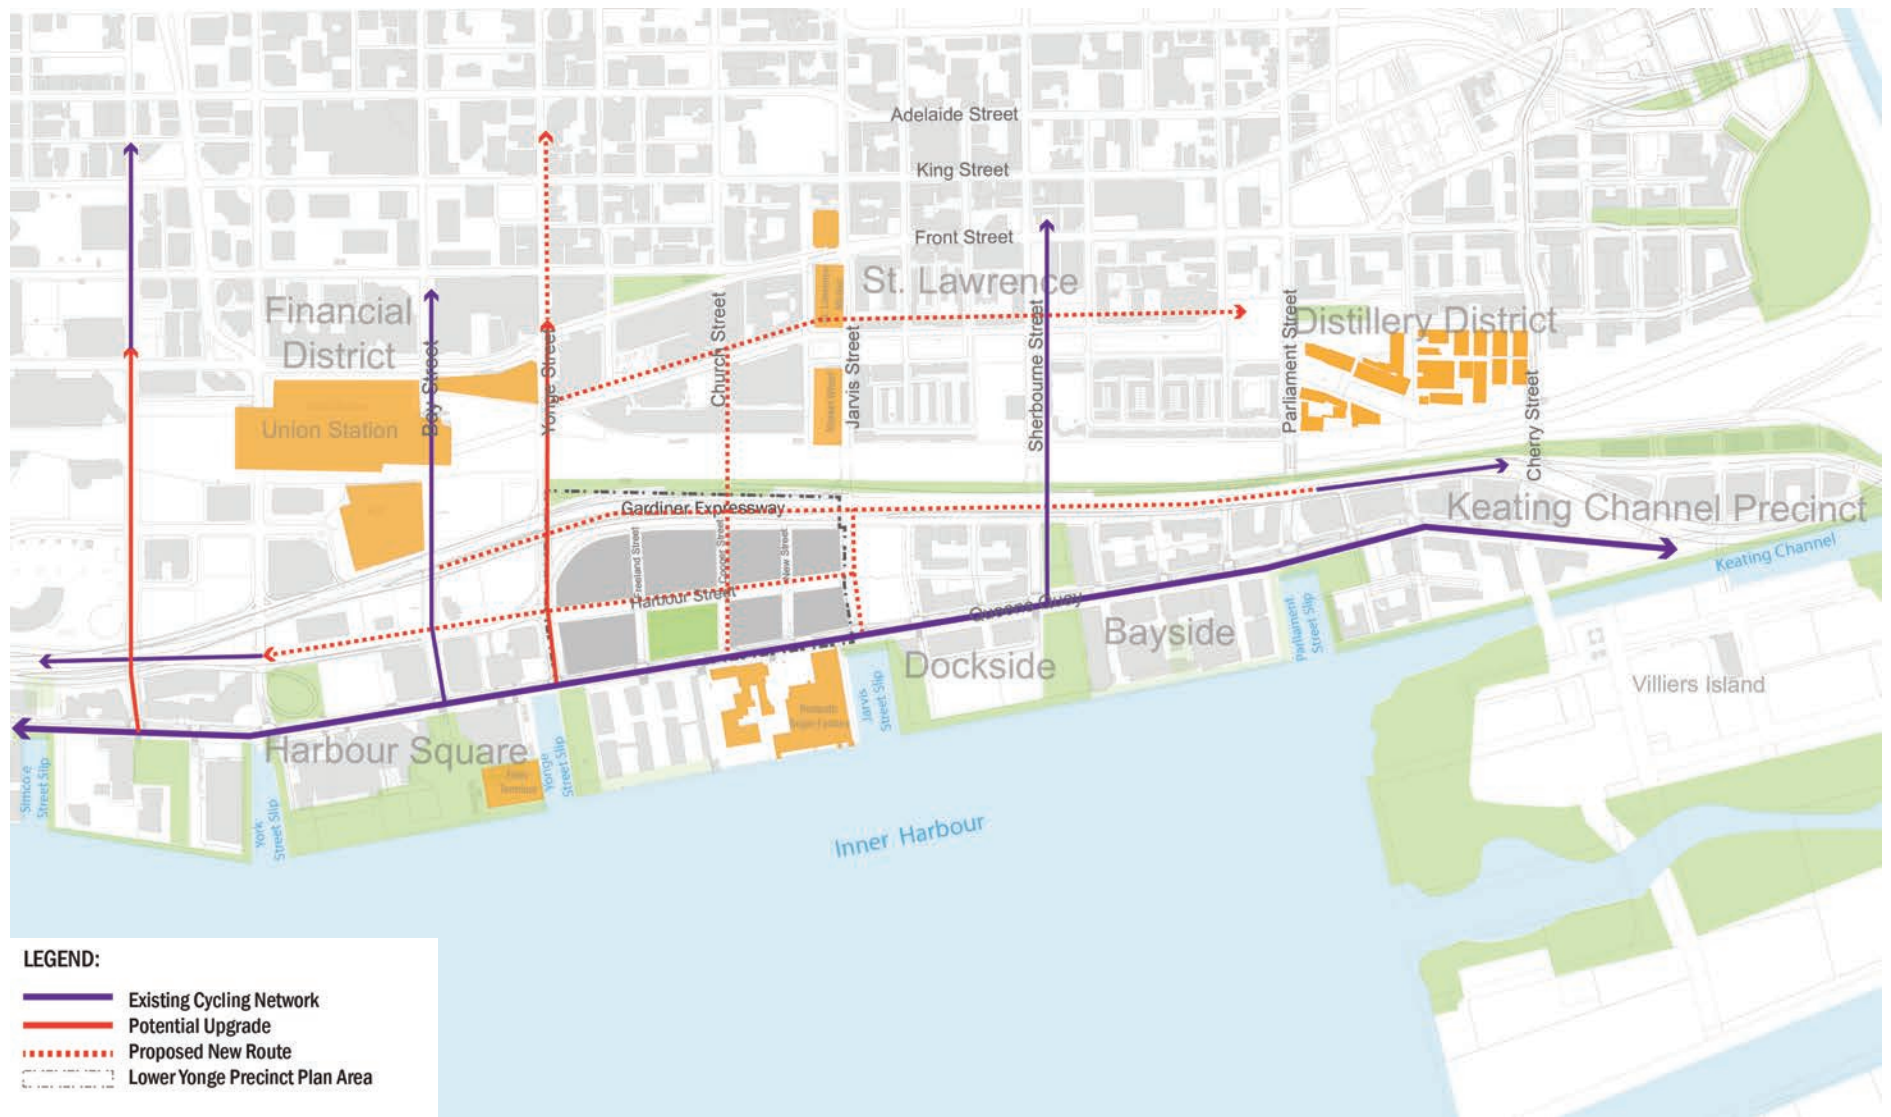 Adelaide Street
King Street
Front Street
St. Lawrence
Financial
District
Distillery District
Church Street
Parliament Street
Yonge Street
Bay Street
Jarvis Street
Sherbourne Street
Cherry Street
Union Station
Gardiner Expressway
Keating Channel Precinct
Freeland Street
Cooper Street
New Street
Keating Channel
Harbour Street
Queens Quay
Bayside
Dockside
Parliament
Street Slip
Villiers Island
Jarvis
Street Slip
Harbour Square
Yonge
Street Slip
Ferry
Terminal
Simcoe
Street Slip
York
Street Slip
Inner Harbour
LEGEND:
Existing Cycling Network
Potential Upgrade
Proposed New Route
Lower Yonge Precinct Plan Area